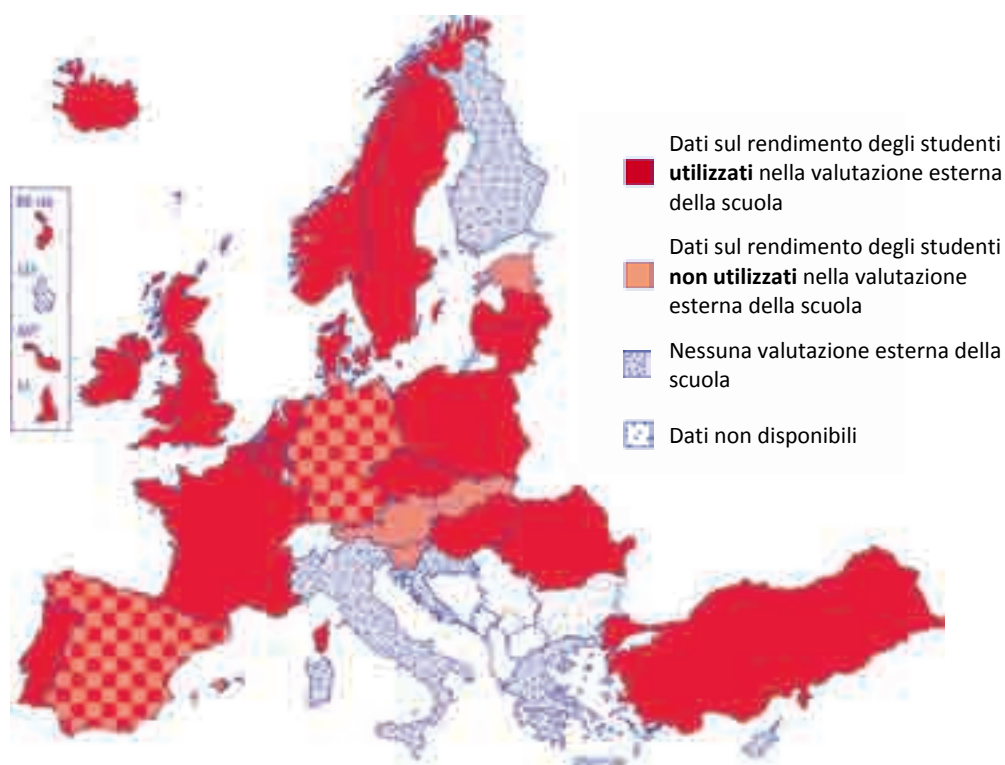 Dati sul rendimento degli studenti
utilizzati nella valutazione esterna
della scuola
Dati sul rendimento degli studenti
non utilizzati nella valutazione
esterna della scuola
Nessuna valutazione esterna della
scuola
Dati non disponibili